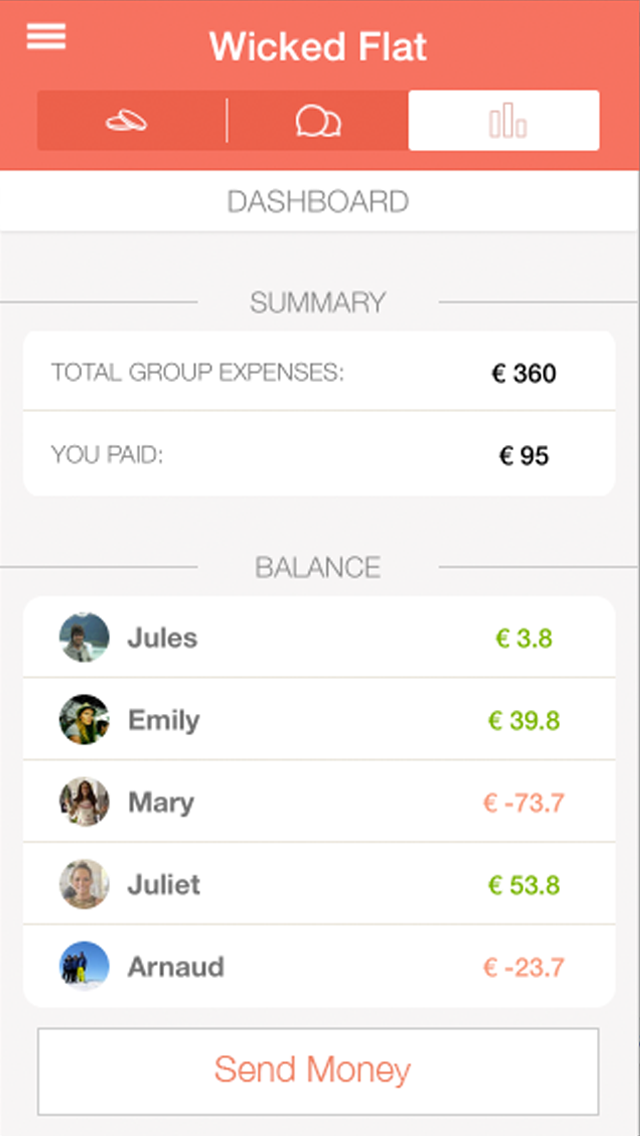 Wicked Flat
DASHBOARD
SUMMARY
TOTAL GROUP EXPENSES: € 360
YOU PAID: € 95
BALANCE
Jules € 3.8
Emily € 39.8
Mary € -73.7
Juliet € 53.8
Arnaud € -23.7
Send Money